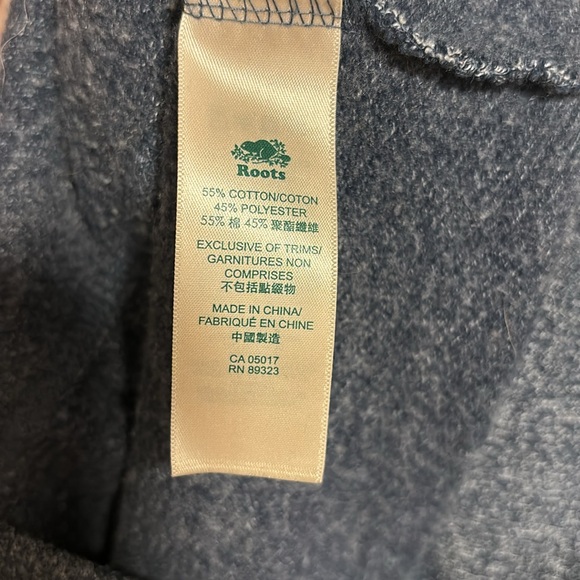 Roots
55% COTTON/COTON
45% POLYESTER
55% 棉 45% 聚酯纖維
EXCLUSIVE OF TRIMS/
GARNITURES NON
COMPRISES
不包括點綴物
MADE IN CHINA/
FABRIQUÉ EN CHINE
中國製造
CA 05017
RN 89323